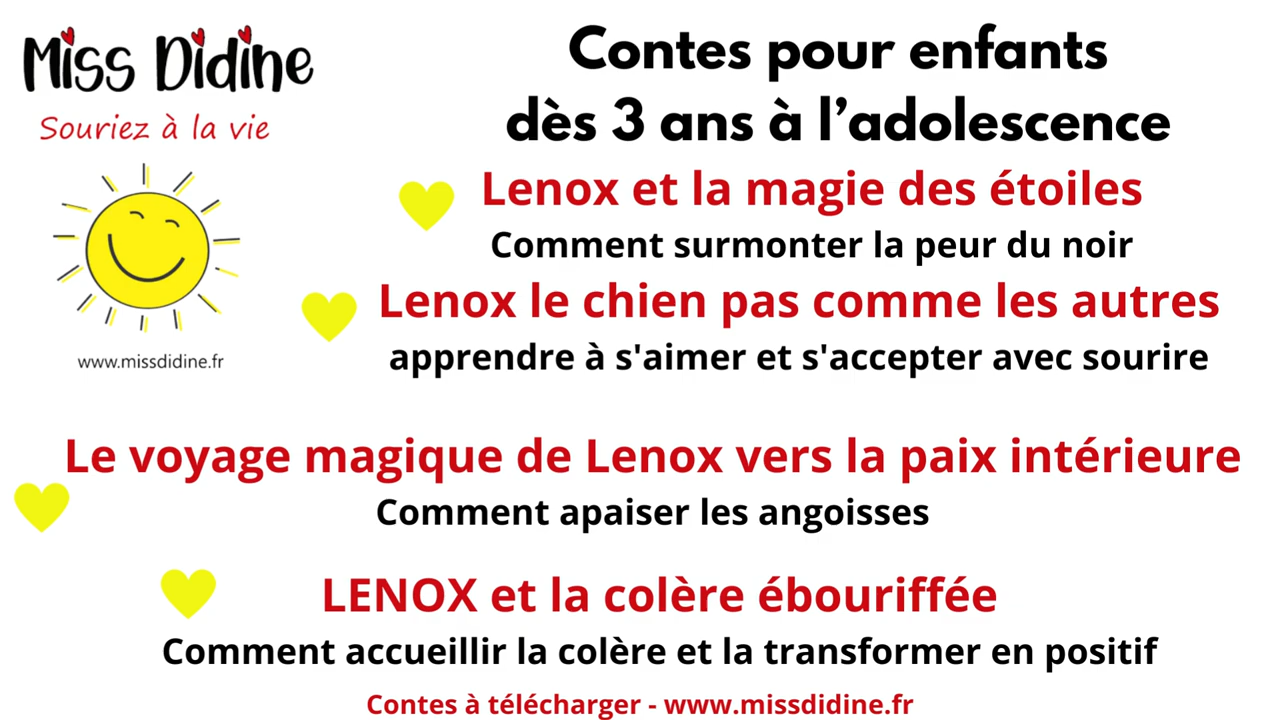 Miss Didine
Souriez à la vie
www.missdidine.fr
Contes pour enfants
dès 3 ans à l’adolescence
Lenox et la magie des étoiles
Comment surmonter la peur du noir
Lenox le chien pas comme les autres
apprendre à s'aimer et s'accepter avec sourire
Le voyage magique de Lenox vers la paix intérieure
Comment apaiser les angoisses
LENOX et la colère ébouriffée
Comment accueillir la colère et la transformer en positif
Contes à télécharger - www.missdidine.fr